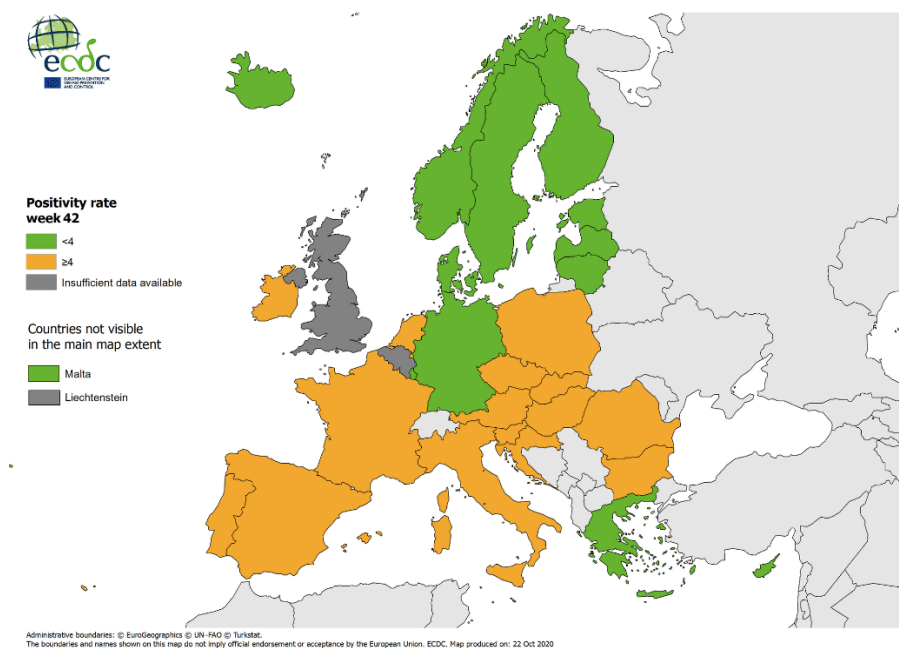 ecdc
EUROPEAN CENTRE FOR
DISEASE PREVENTION
AND CONTROL
Positivity rate
week 42
<4
≥4
Insufficient data available
Countries not visible
in the main map extent
Malta
Liechtenstein
Administrative boundaries: © EuroGeographics © UN-FAO © Turkstat.
The boundaries and names shown on this map do not imply official endorsement or acceptance by the European Union. ECDC. Map produced on: 22 Oct 2020